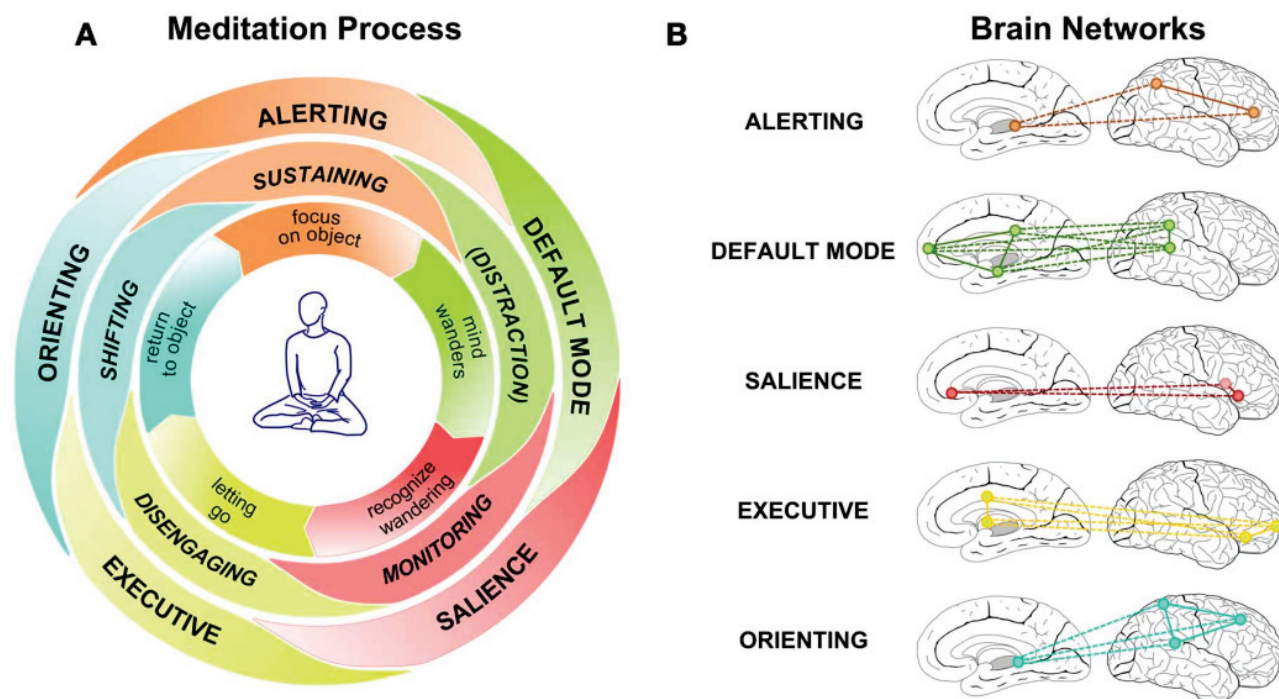 A
Meditation Process
ALERTING
SUSTAINING
focus
on object
DEFAULT MODE
(DISTRACTION)
mind
wanders
SALIENCE
MONITORING
recognize
wandering
EXECUTIVE
DISENGAGING
letting
go
ORIENTING
SHIFTING
return
to object
B
Brain Networks
ALERTING
DEFAULT MODE
SALIENCE
EXECUTIVE
ORIENTING